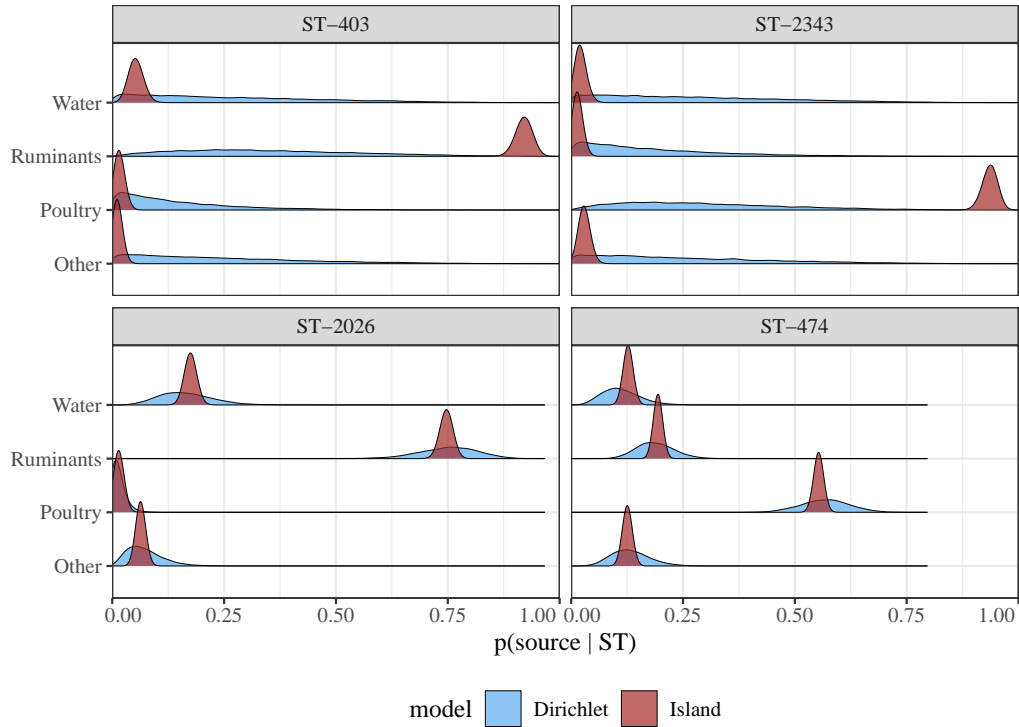 ST−403
ST−2343
Water
Ruminants
Poultry
Other
ST−2026
ST−474
Water
Ruminants
Poultry
Other
0.00 0.25 0.50 0.75 1.00 0.00 0.25 0.50 0.75 1.00
p(source | ST)
model Dirichlet Island